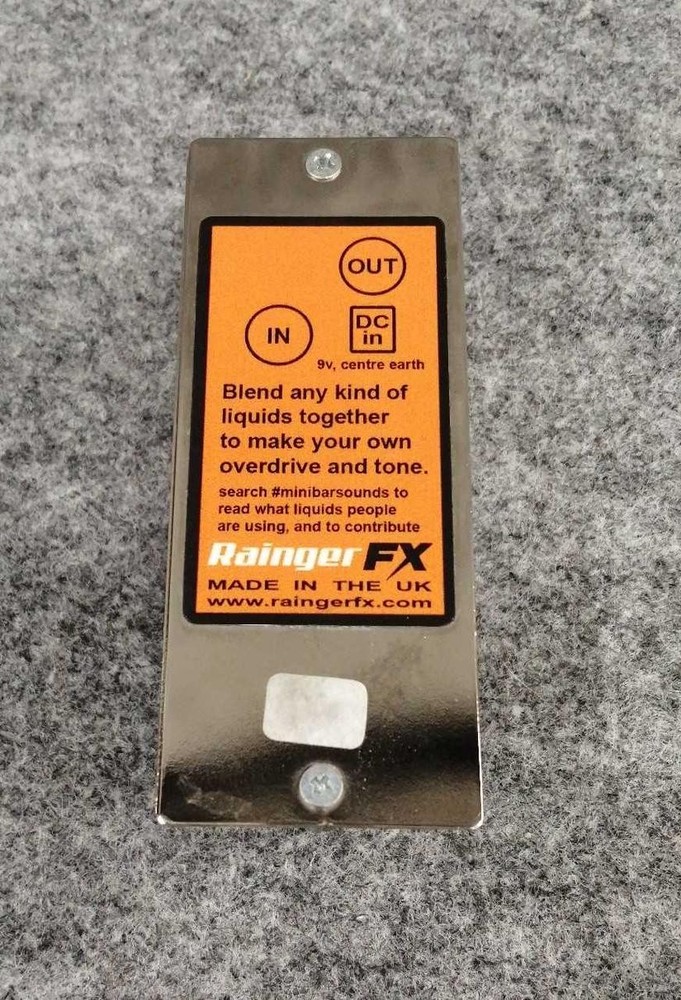 OUT
IN
DC
in
9v, centre earth
Blend any kind of
liquids together
to make your own
overdrive and tone.
search #minibarsounds to
read what liquids people
are using, and to contribute
Rainger FX
MADE IN THE UK
www.raingerfx.com